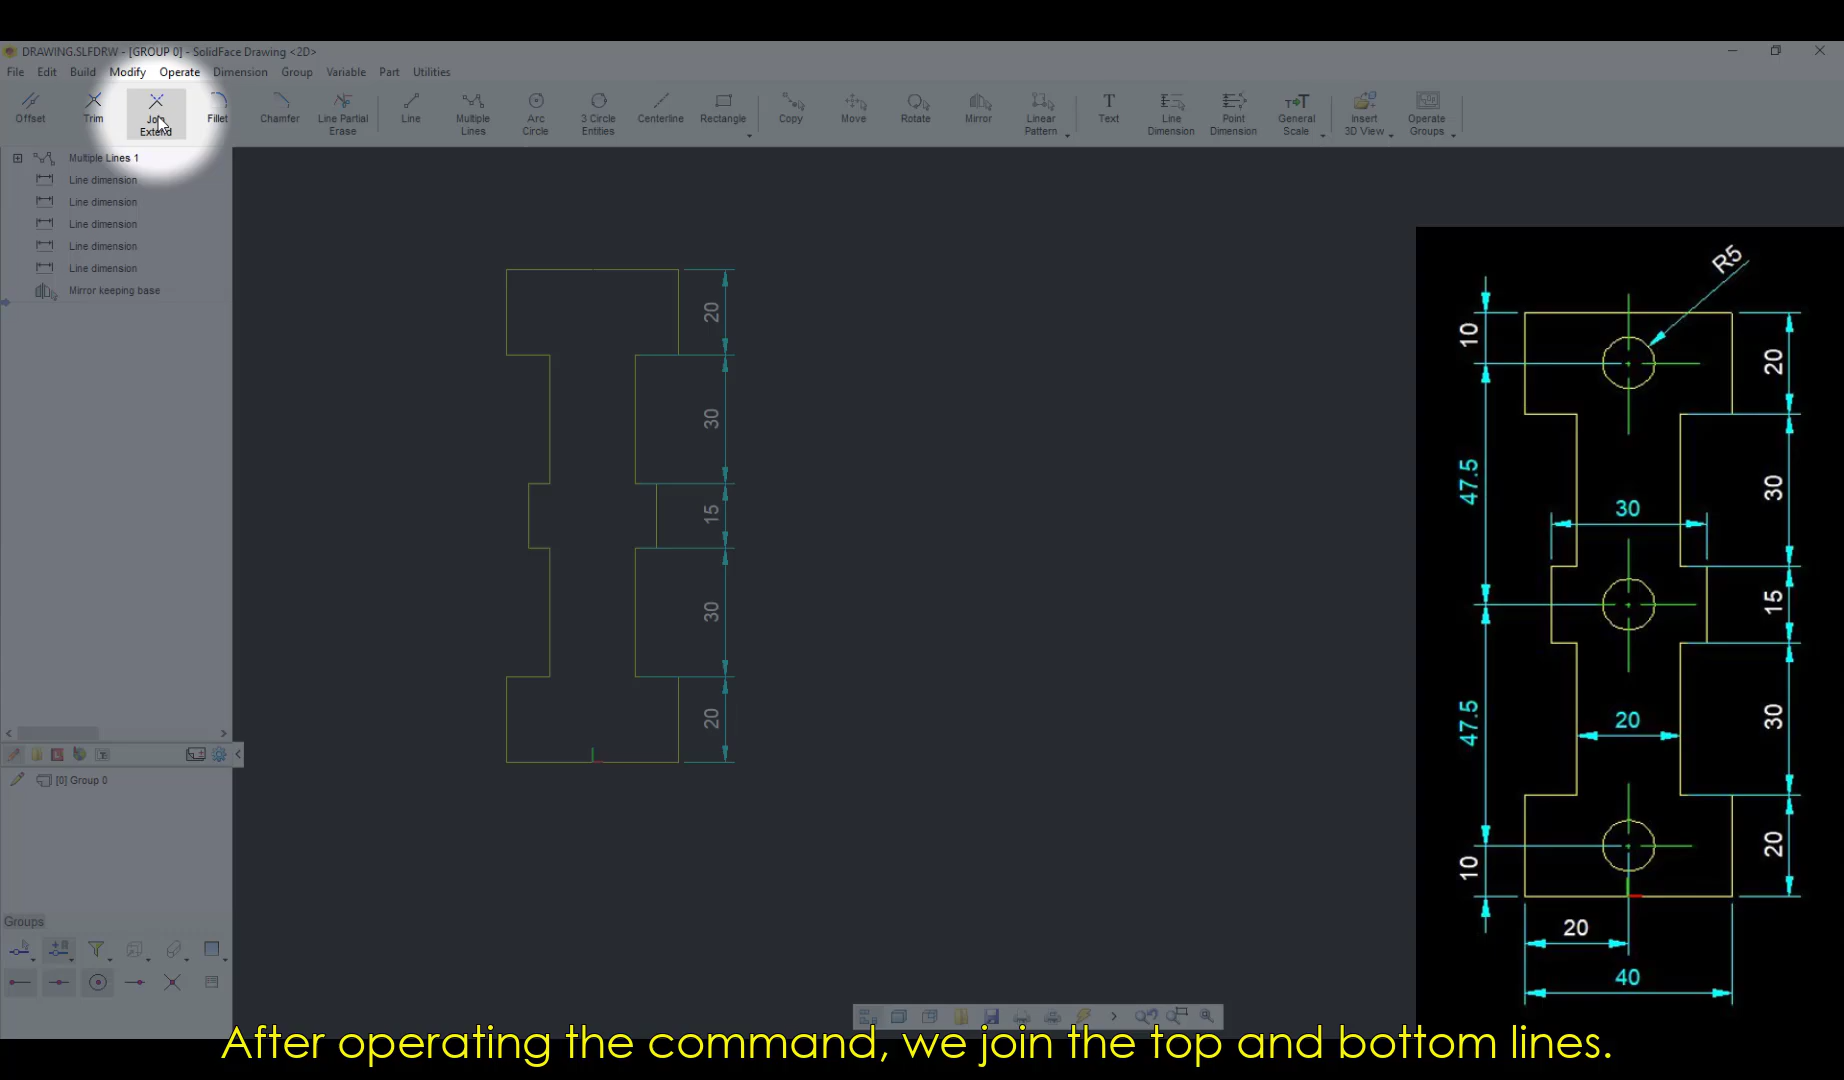 DRAWING.SLFDRW - [GROUP 0] - SolidFace Drawing <2D>
File Edit Build Modify Operate Dimension Group Variable Part Utilities
Offset Trim Join Extend Fillet Chamfer Line Partial Erase Line Multiple Lines Arc Circle 3 Circle Entities Centerline Rectangle Copy Move Rotate Mirror Linear Pattern Text Line Dimension Point Dimension General Scale Insert 3D View Operate Groups
Multiple Lines 1
Line dimension
Line dimension
Line dimension
Line dimension
Line dimension
Mirror keeping base
[0] Group 0
Groups
20
30
15
30
20
R5
10
20
47.5
30
30
15
47.5
20
30
10
20
20
40
After operating the command, we join the top and bottom lines.